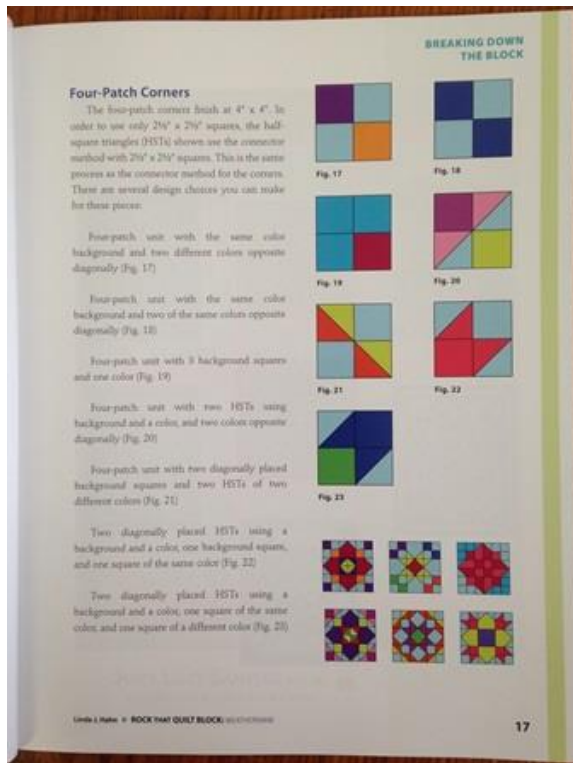 BREAKING DOWN
THE BLOCK
Four-Patch Corners
The four-patch corners finish at 4" x 4". In
order to use only 2½" x 2½" squares, the half-
square triangles (HSTs) shown use the connector
method with 2½" x 2½" squares. This is the same
process as the connector method for the corners.
There are several design choices you can make
for these pieces:
Four-patch unit with the same color
background and two different colors opposite
diagonally (Fig. 17)
Four-patch unit with the same color
background and two of the same colors opposite
diagonally (Fig. 18)
Four-patch unit with 3 background squares
and one color (Fig. 19)
Four-patch unit with two HSTs using
background and a color, and two colors opposite
diagonally (Fig. 20)
Four-patch unit with two diagonally placed
background squares and two HSTs of two
different colors (Fig. 21)
Two diagonally placed HSTs using a
background and a color, one background square,
and one square of the same color (Fig. 22)
Two diagonally placed HSTs using a
background and a color, one square of the same
color, and one square of a different color (Fig. 23)
Fig. 17
Fig. 18
Fig. 19
Fig. 20
Fig. 21
Fig. 22
Fig. 23
Linda J. Hahn ROCK THAT QUILT BLOCK:
17